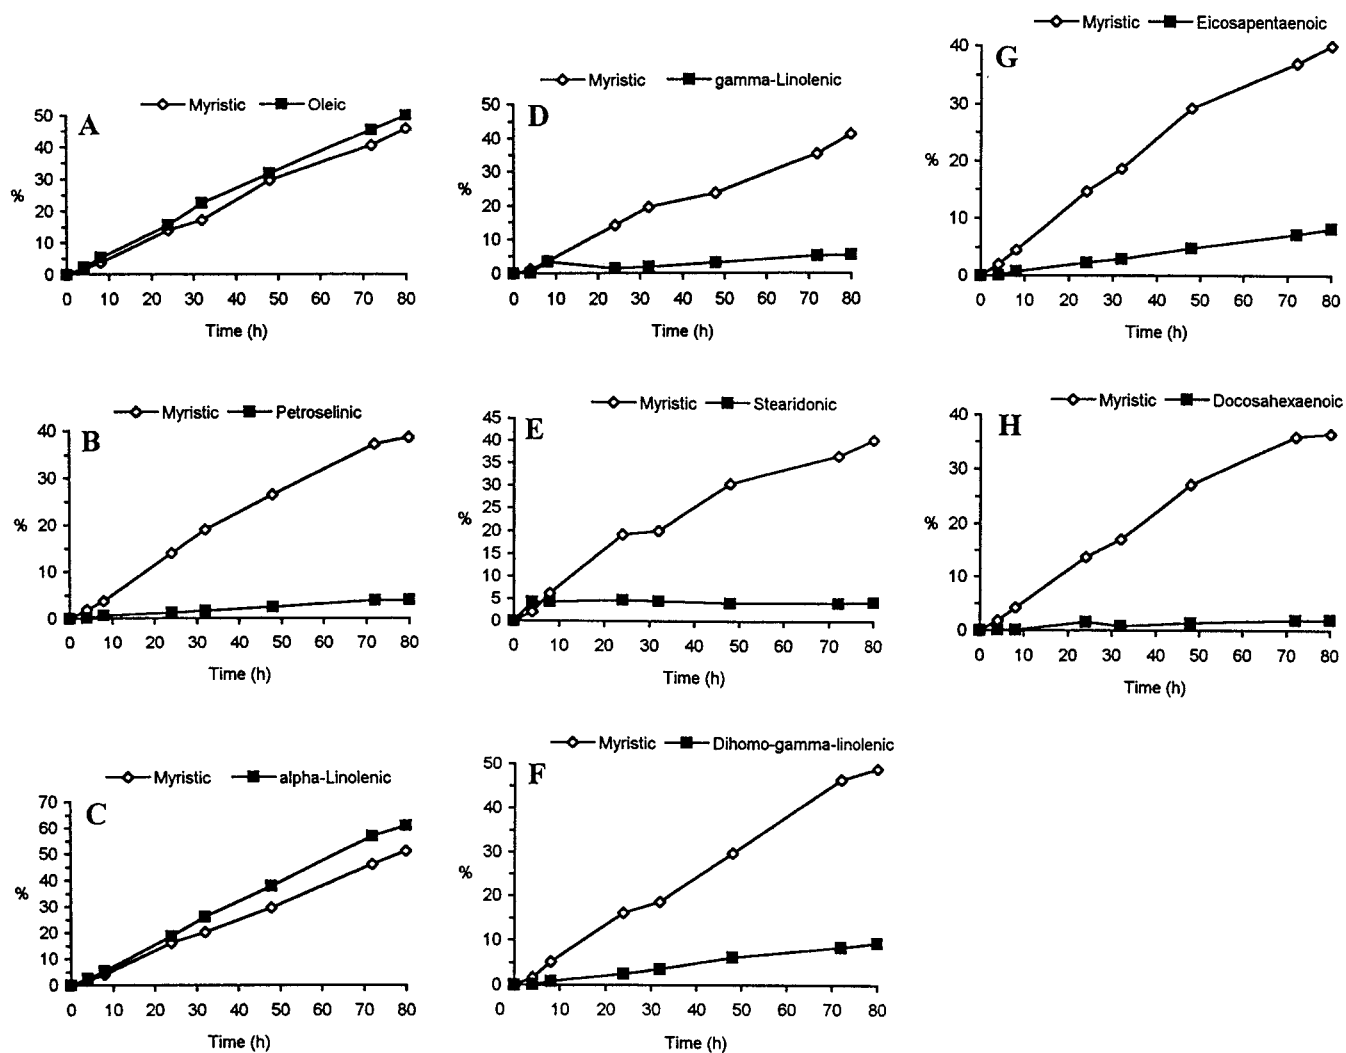 Myristic Oleic
A
50
40
30
20
10
0
%
0 10 20 30 40 50 60 70 80
Time (h)
Myristic Petroselinic
B
40
30
20
10
0
%
0 10 20 30 40 50 60 70 80
Time (h)
Myristic alpha-Linolenic
C
70
60
50
40
30
20
10
0
%
0 10 20 30 40 50 60 70 80
Time (h)
Myristic gamma-Linolenic
D
50
40
30
20
10
0
%
0 10 20 30 40 50 60 70 80
Time (h)
Myristic Stearidonic
E
45
40
35
30
25
20
15
10
5
0
%
0 10 20 30 40 50 60 70 80
Time (h)
Myristic Dihomo-gamma-linolenic
F
50
40
30
20
10
0
%
0 10 20 30 40 50 60 70 80
Time (h)
Myristic Eicosapentaenoic
G
40
30
20
10
0
%
0 10 20 30 40 50 60 70 80
Time (h)
Myristic Docosahexaenoic
H
40
30
20
10
0
%
0 10 20 30 40 50 60 70 80
Time (h)